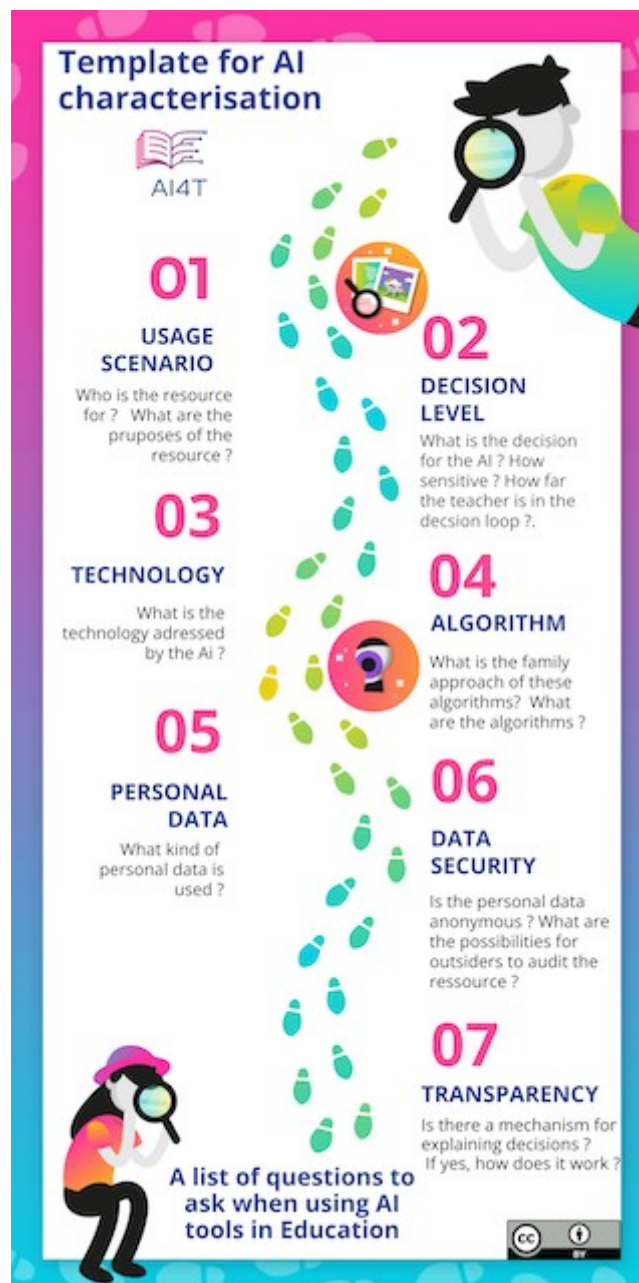 Template for AI
characterisation
AI4T
01
USAGE
SCENARIO
Who is the resource
for ? What are the
pruposes of the
resource ?
02
DECISION
LEVEL
What is the decision
for the AI ? How
sensitive ? How far
the teacher is in the
decsion loop ?.
03
TECHNOLOGY
What is the
technology adressed
by the Ai ?
04
ALGORITHM
What is the family
approach of these
algorithms? What
are the algorithms ?
05
PERSONAL
DATA
What kind of
personal data is
used ?
06
DATA
SECURITY
Is the personal data
anonymous ? What are
the possibilities for
outsiders to audit the
ressource ?
07
TRANSPARENCY
Is there a mechanism for
explaining decisions ?
If yes, how does it work ?
A list of questions to
ask when using AI
tools in Education
cc
BY